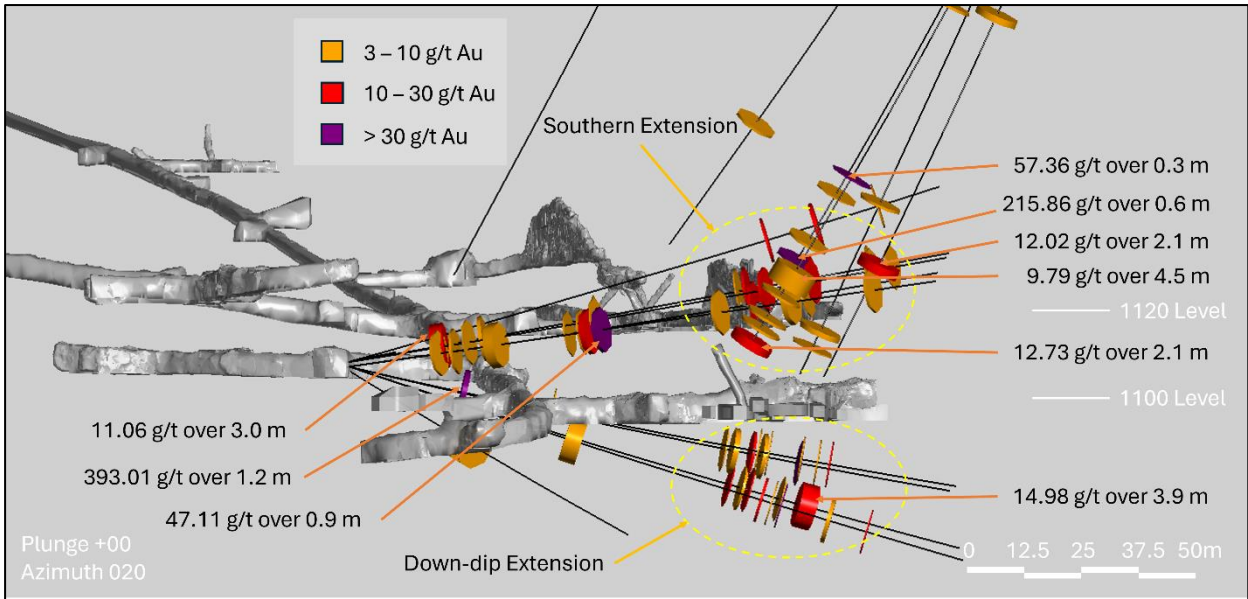 3 – 10 g/t Au
10 – 30 g/t Au
> 30 g/t Au
Southern Extension
57.36 g/t over 0.3 m
215.86 g/t over 0.6 m
12.02 g/t over 2.1 m
9.79 g/t over 4.5 m
1120 Level
12.73 g/t over 2.1 m
1100 Level
11.06 g/t over 3.0 m
393.01 g/t over 1.2 m
47.11 g/t over 0.9 m
14.98 g/t over 3.9 m
Down-dip Extension
Plunge +00
Azimuth 020
0 12.5 25 37.5 50m